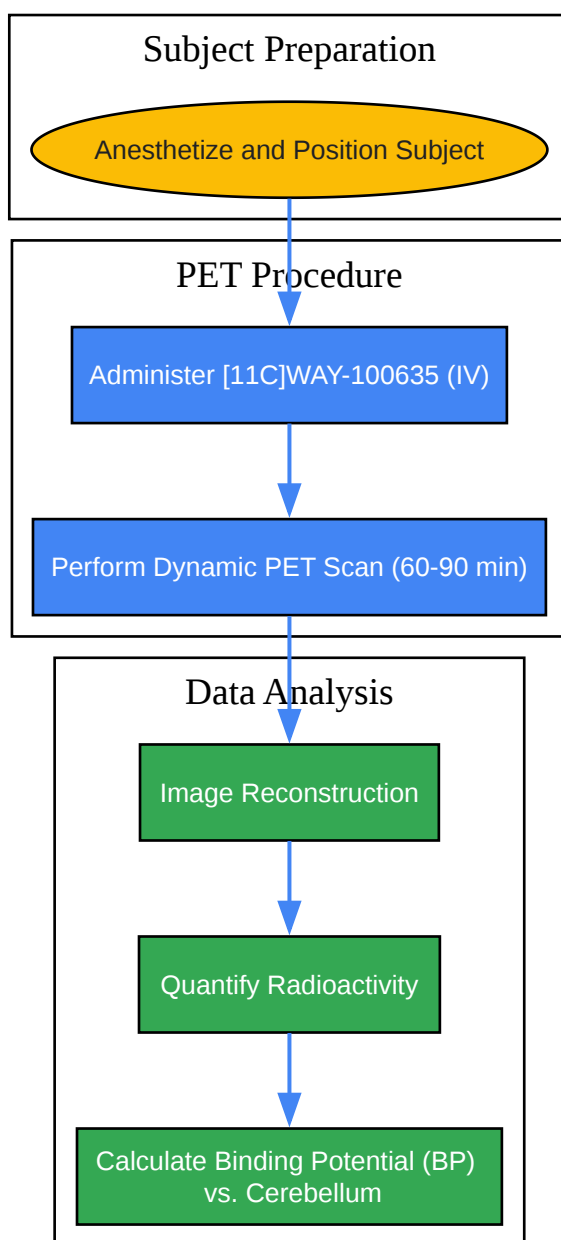 Subject Preparation
Anesthetize and Position Subject
PET Procedure
Administer [11C]WAY-100635 (IV)
Perform Dynamic PET Scan (60-90 min)
Data Analysis
Image Reconstruction
Quantify Radioactivity
Calculate Binding Potential (BP)
vs. Cerebellum